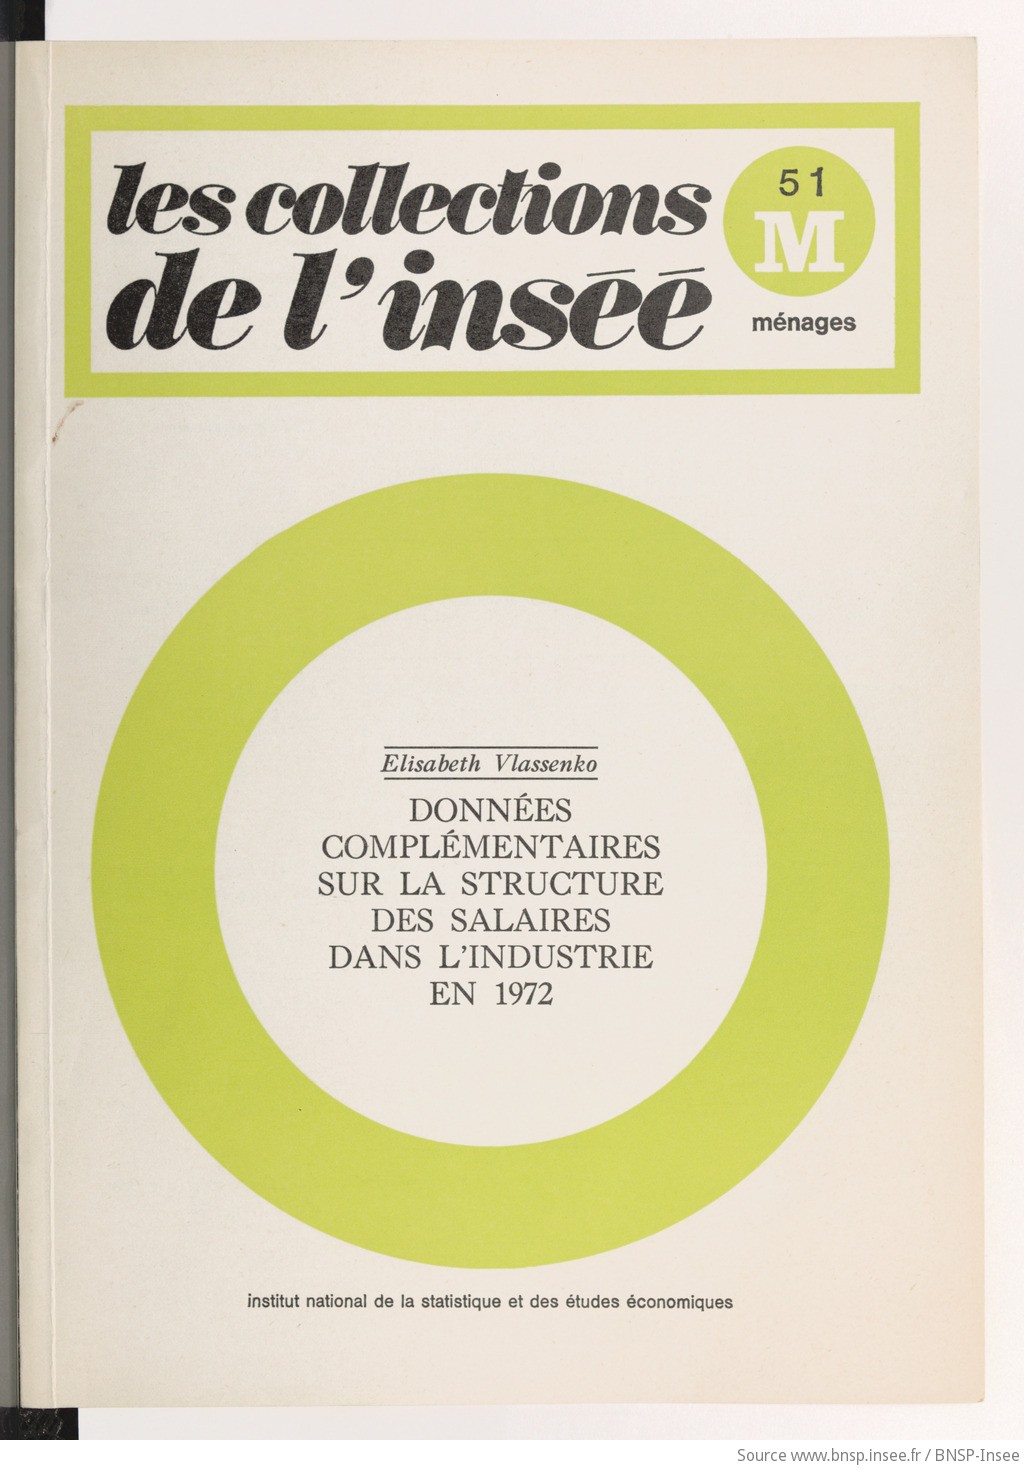 les collections
de l'inséé
51
M
ménages
Elisabeth Vlassenko
DONNÉES
COMPLÉMENTAIRES
SUR LA STRUCTURE
DES SALAIRES
DANS L'INDUSTRIE
EN 1972
institut national de la statistique et des études économiques
Source www.bnsp.insee.fr / BNSP-Insee